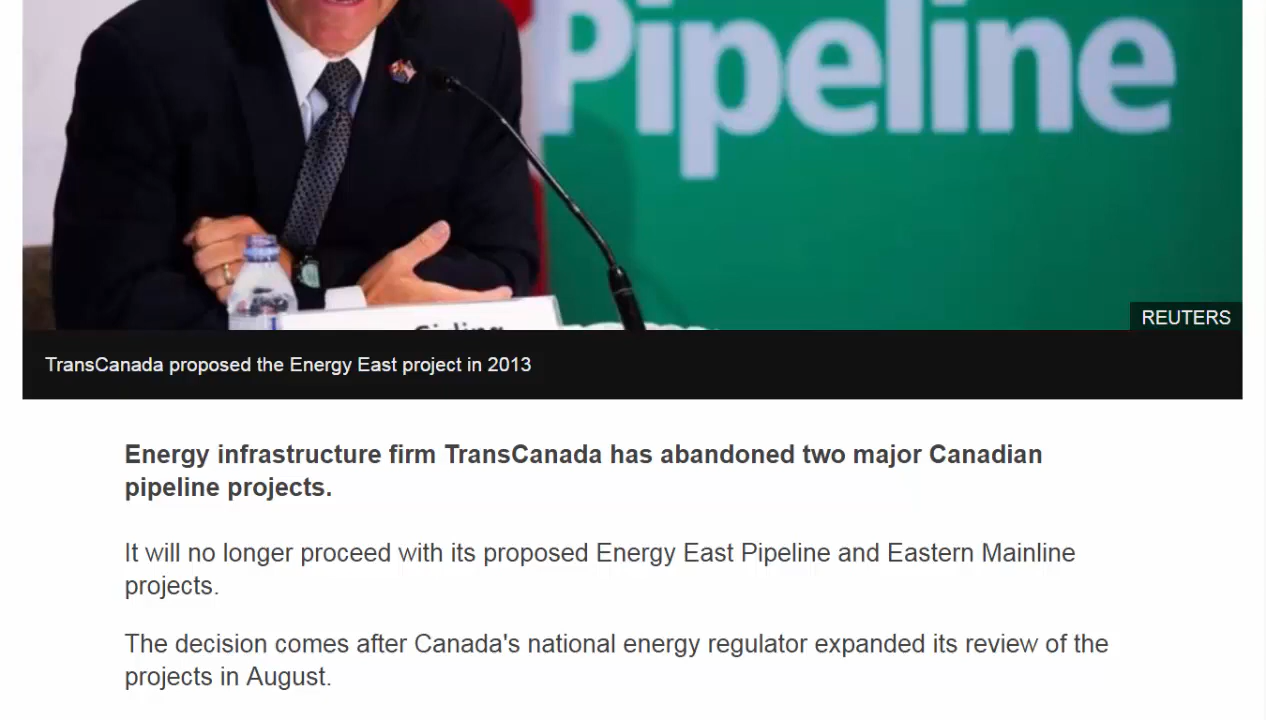 Pipeline
REUTERS
TransCanada proposed the Energy East project in 2013
Energy infrastructure firm TransCanada has abandoned two major Canadian
pipeline projects.
It will no longer proceed with its proposed Energy East Pipeline and Eastern Mainline
projects.
The decision comes after Canada's national energy regulator expanded its review of the
projects in August.